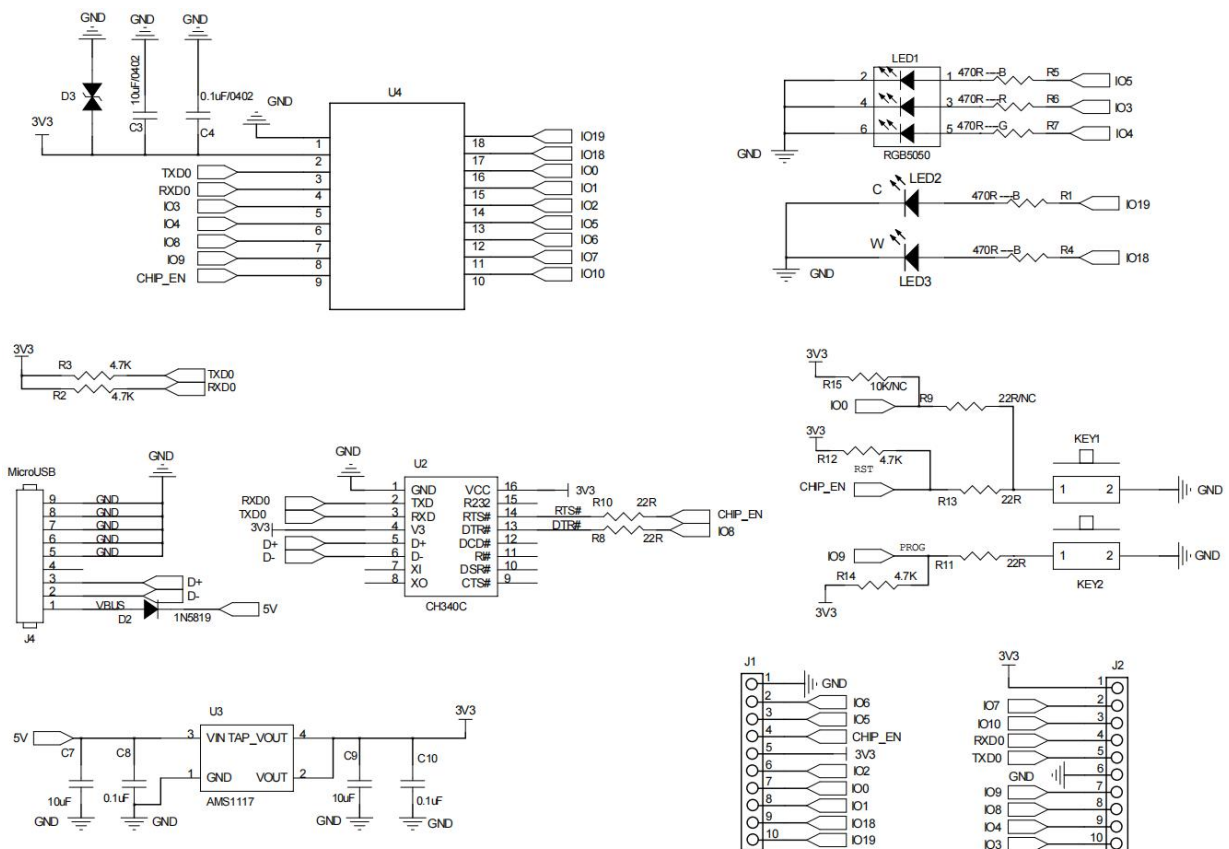 GND GND GND
D3
10uF/0402
C3
0.1uF/0402
C4
3V3
GND
U4
1
2
TXD0 3
RXD0 4
IO3 5
IO4 6
IO8 7
IO9 8
CHIP_EN 9
18 IO19
17 IO18
16 IO0
15 IO1
14 IO2
13 IO5
12 IO6
11 IO7
10 IO10
LED1
2 1 470R---B R5 IO5
4 3 470R---R R6 IO3
6 5 470R---G R7 IO4
RGB5050
GND
C LED2 470R---B R1 IO19
W LED3 470R---B R4 IO18
GND
3V3
R3 4.7K TXD0
R2 4.7K RXD0
MicroUSB
GND
9 GND
8 GND
7 GND
6 GND
5 GND
4
3 D+
2 D-
1 VBUS D2 1N5819 5V
J4
GND
U2
1 GND VCC 16 3V3
RXD0 2 TXD R232 15
TXD0 3 RXD RTS# 14 RTS# R10 22R CHIP_EN
3V3 4 V3 DTR# 13 DTR# R8 22R IO8
D+ 5 D+ DCD# 12
D- 6 D- RI# 11
7 XI DSR# 10
8 XO CTS# 9
CH340C
3V3
R15 10K/NC
IO0 R9 22R/NC
3V3
R12 4.7K
RST
CHIP_EN R13 22R
KEY1
1 2 GND
IO9 PROG
R11 22R
R14 4.7K
3V3
1 2 GND
KEY2
U3
5V 3 VIN TAP_VOUT 4 3V3
1 GND VOUT 2
AMS1117
C7 10uF GND
C8 0.1uF GND
C9 10uF GND
C10 0.1uF GND
J1
1 GND
2 IO6
3 IO5
4 CHIP_EN
5 3V3
6 IO2
7 IO0
8 IO1
9 IO18
10 IO19
3V3
J2
1
IO7 2
IO10 3
RXD0 4
TXD0 5
GND 6
IO9 7
IO8 8
IO4 9
IO3 10